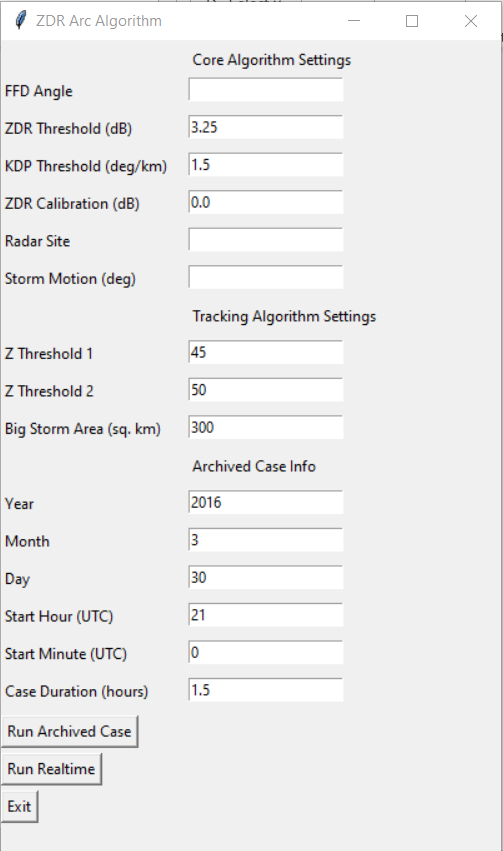 ZDR Arc Algorithm
Core Algorithm Settings
FFD Angle
ZDR Threshold (dB) 3.25
KDP Threshold (deg/km) 1.5
ZDR Calibration (dB) 0.0
Radar Site
Storm Motion (deg)
Tracking Algorithm Settings
Z Threshold 1 45
Z Threshold 2 50
Big Storm Area (sq. km) 300
Archived Case Info
Year 2016
Month 3
Day 30
Start Hour (UTC) 21
Start Minute (UTC) 0
Case Duration (hours) 1.5
Run Archived Case
Run Realtime
Exit